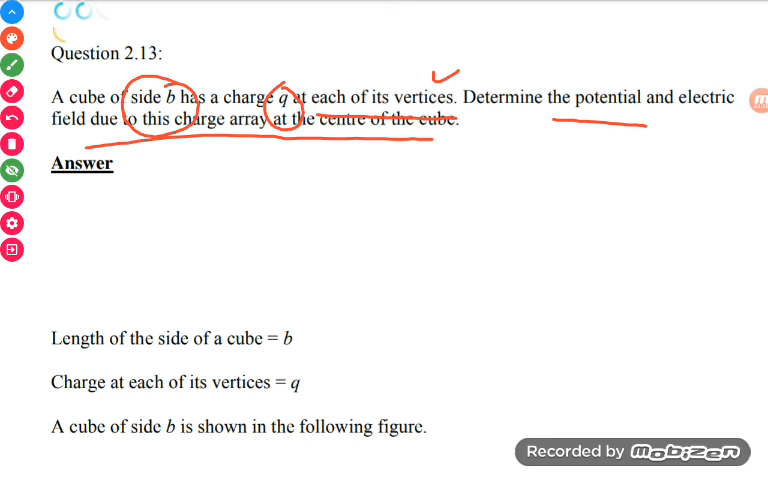 Question 2.13:
A cube of side b has a charge q at each of its vertices. Determine the potential and electric
field due to this charge array at the centre of the cube.
Answer
Length of the side of a cube = b
Charge at each of its vertices = q
A cube of side b is shown in the following figure.
Recorded by mobizen